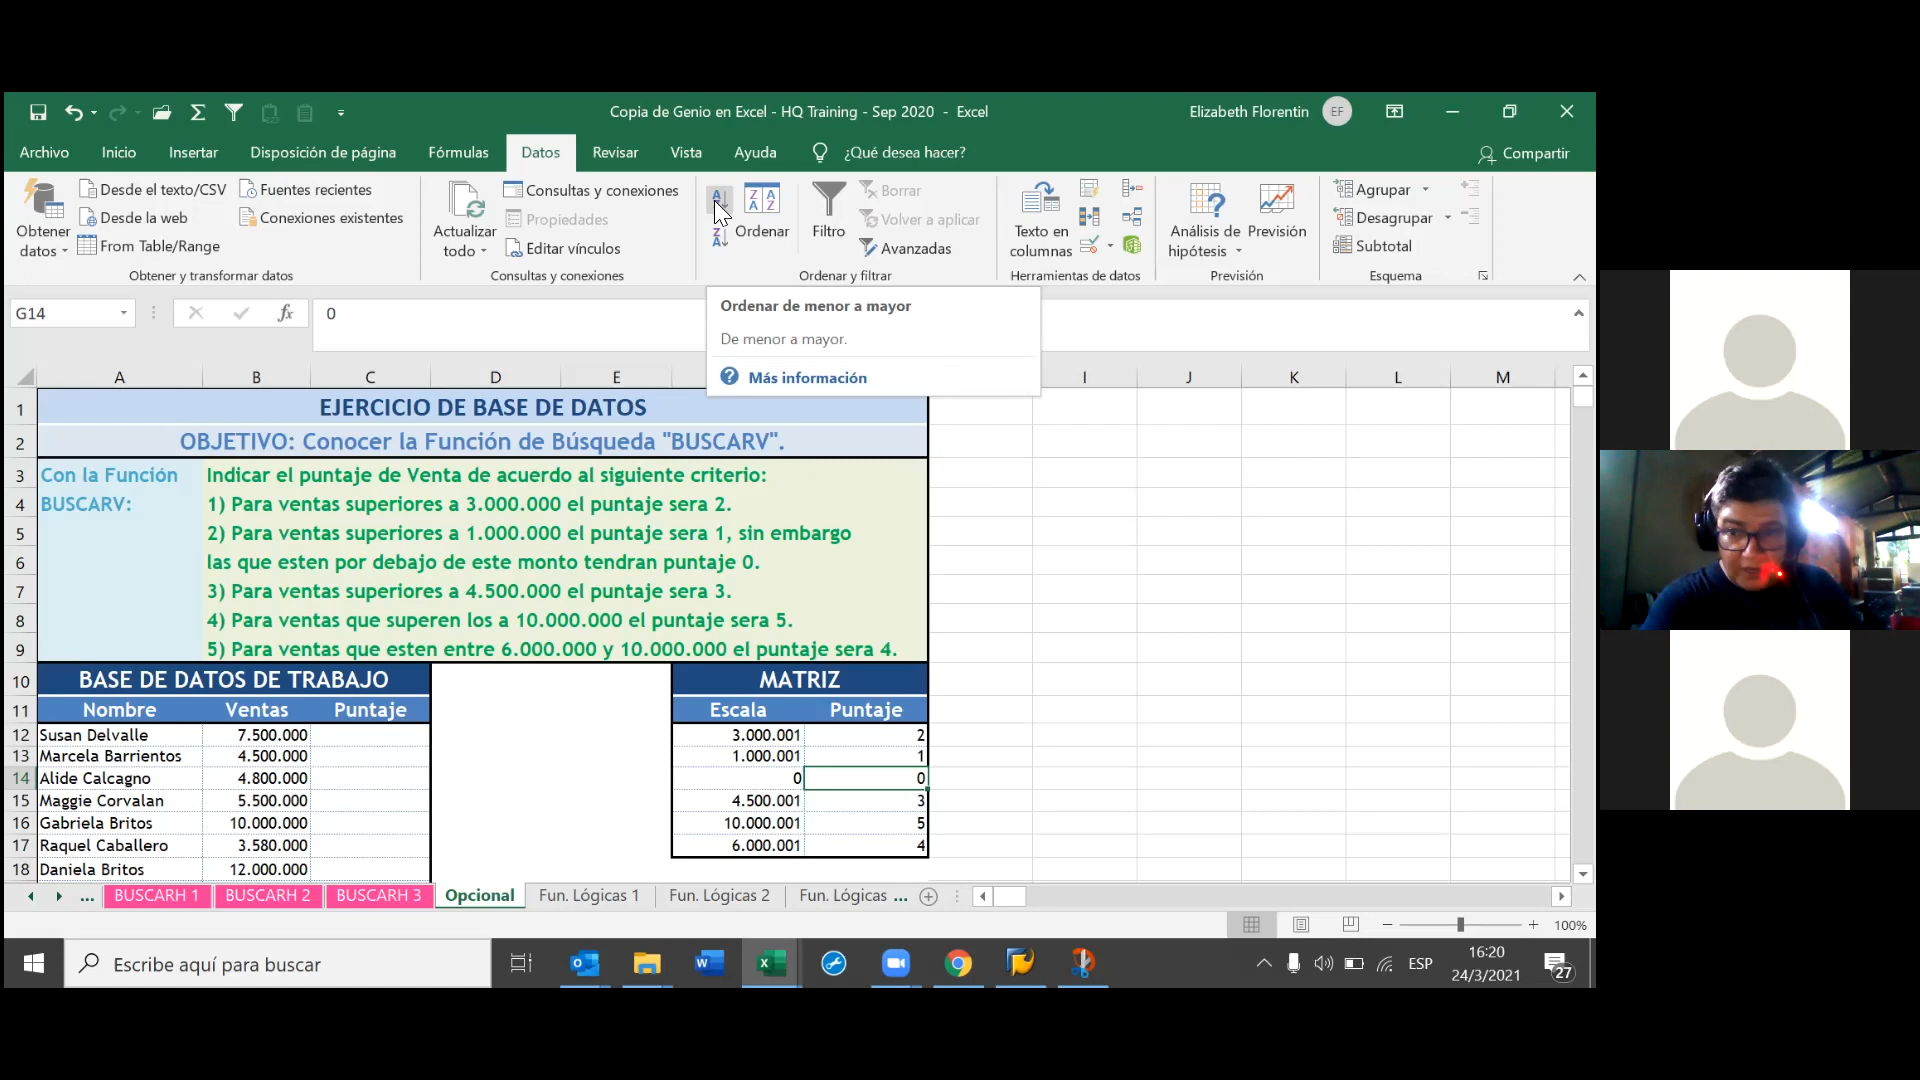 Copia de Genio en Excel - HQ Training - Sep 2020 - Excel
Elizabeth Florentin EF
Archivo Inicio Insertar Disposición de página Fórmulas Datos Revisar Vista Ayuda ¿Qué desea hacer? Compartir
Obtener datos
Desde el texto/CSV
Desde la web
From Table/Range
Fuentes recientes
Conexiones existentes
Obtener y transformar datos
Actualizar todo
Consultas y conexiones
Propiedades
Editar vínculos
Consultas y conexiones
Ordenar
Filtro
Borrar
Volver a aplicar
Avanzadas
Ordenar y filtrar
Texto en columnas
Herramientas de datos
Análisis de hipótesis
Previsión
Previsión
Agrupar
Desagrupar
Subtotal
Esquema
G14 fx 0
Ordenar de menor a mayor
De menor a mayor.
Más información
A B C D E I J K L M
1 EJERCICIO DE BASE DE DATOS
2 OBJETIVO: Conocer la Función de Búsqueda "BUSCARV".
3 Con la Función Indicar el puntaje de Venta de acuerdo al siguiente criterio:
4 BUSCARV: 1) Para ventas superiores a 3.000.000 el puntaje sera 2.
5 2) Para ventas superiores a 1.000.000 el puntaje sera 1, sin embargo
6 las que esten por debajo de este monto tendran puntaje 0.
7 3) Para ventas superiores a 4.500.000 el puntaje sera 3.
8 4) Para ventas que superen los a 10.000.000 el puntaje sera 5.
9 5) Para ventas que esten entre 6.000.000 y 10.000.000 el puntaje sera 4.
10 BASE DE DATOS DE TRABAJO MATRIZ
11 Nombre Ventas Puntaje Escala Puntaje
12 Susan Delvalle 7.500.000 3.000.001 2
13 Marcela Barrientos 4.500.000 1.000.001 1
14 Alide Calcagno 4.800.000 0 0
15 Maggie Corvalan 5.500.000 4.500.001 3
16 Gabriela Britos 10.000.000 10.000.001 5
17 Raquel Caballero 3.580.000 6.000.001 4
18 Daniela Britos 12.000.000
... BUSCARH 1 BUSCARH 2 BUSCARH 3 Opcional Fun. Lógicas 1 Fun. Lógicas 2 Fun. Lógicas ...
100%
Escribe aquí para buscar
ESP
16:20
24/3/2021
27